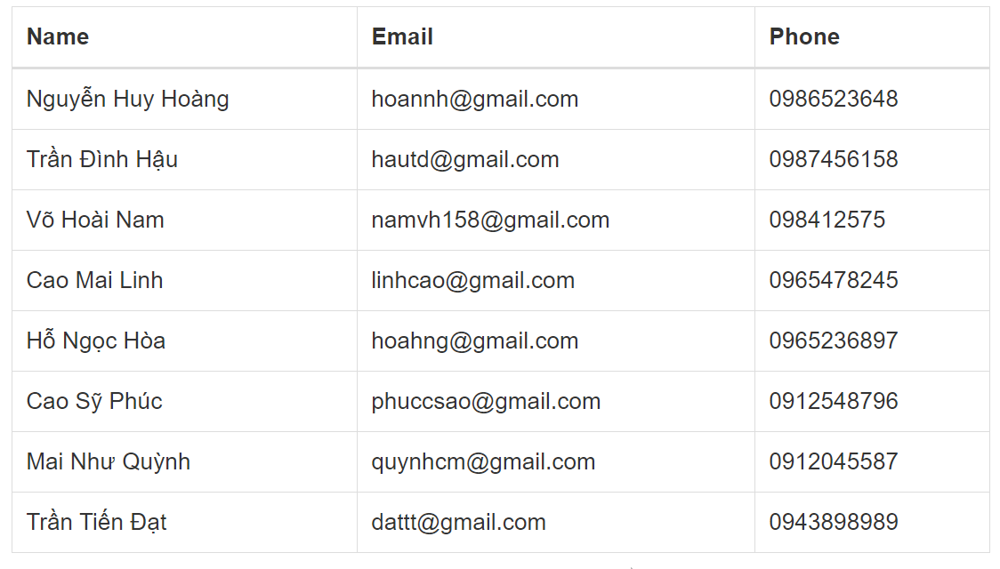 Name Email Phone
Nguyễn Huy Hoàng hoannh@gmail.com 0986523648
Trần Đình Hậu hautd@gmail.com 0987456158
Võ Hoài Nam namvh158@gmail.com 098412575
Cao Mai Linh linhcao@gmail.com 0965478245
Hỗ Ngọc Hòa hoahng@gmail.com 0965236897
Cao Sỹ Phúc phuccsao@gmail.com 0912548796
Mai Như Quỳnh quynhcm@gmail.com 0912045587
Trần Tiến Đạt dattt@gmail.com 0943898989